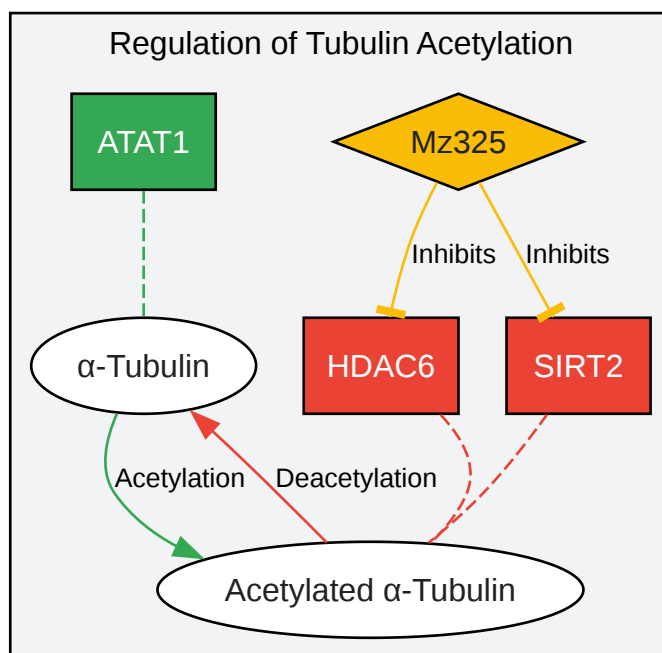 Regulation of Tubulin Acetylation
ATAT1
Mz325
Inhibits
Inhibits
α-Tubulin
HDAC6
SIRT2
Acetylation
Deacetylation
Acetylated α-Tubulin